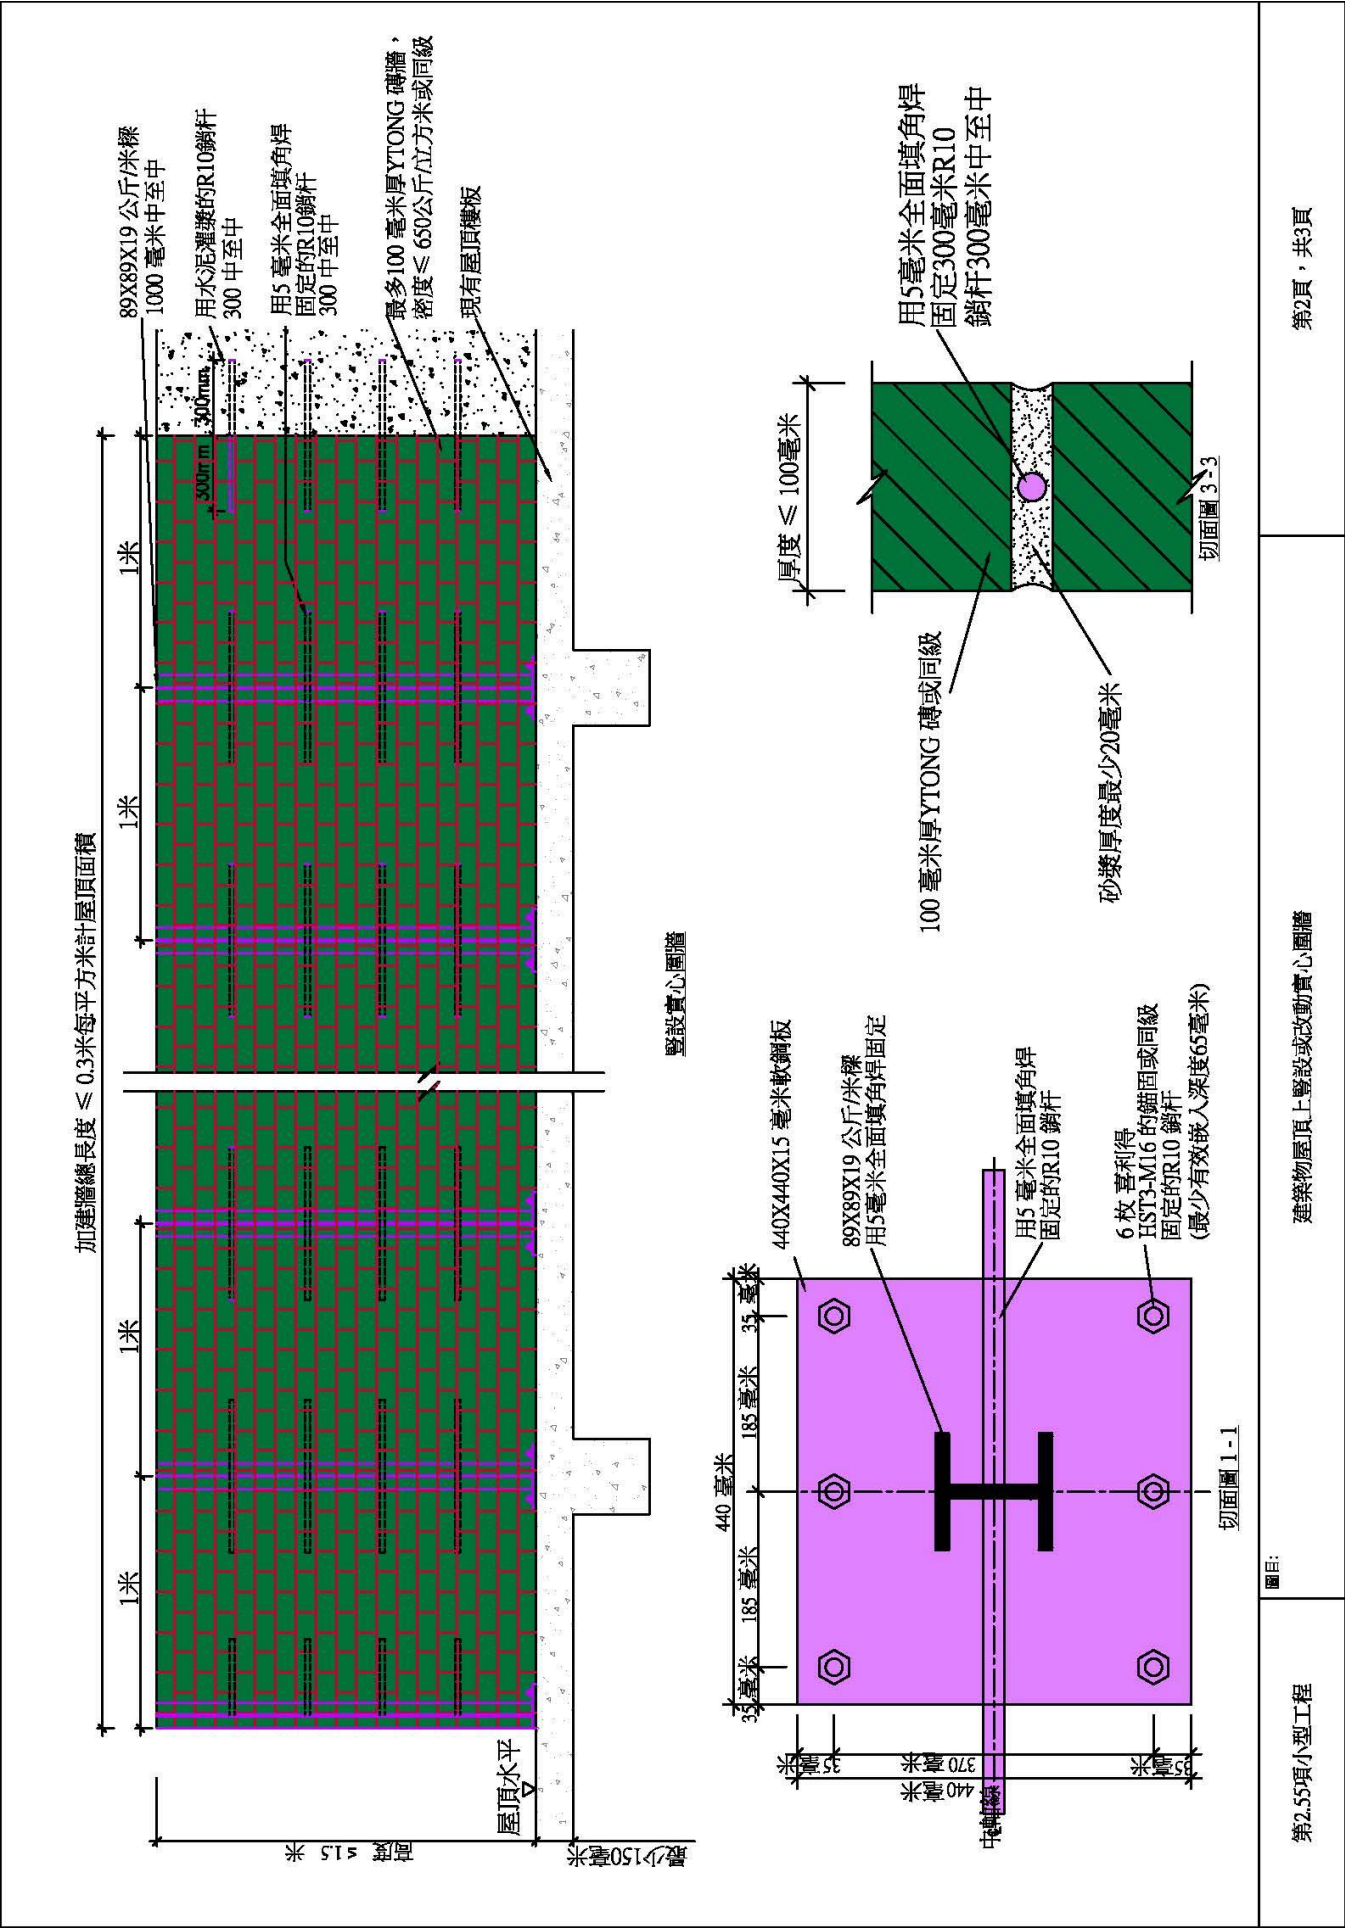 加建牆總長度 ≤ 0.3米每平方米計屋頂面積
1米
1米
1米
1米
1米
300mm
300mm
89X89X19 公斤/米樑
1000 毫米中至中
用水泥灌漿的R10銷杆
300 中至中
用5 毫米全面填角焊
固定的R10銷杆
300 中至中
最多100 毫米厚YTONG 磚牆，
密度≤ 650公斤/立方米或同級
現有屋頂樓板
高度 ≤1.5 米
屋頂水平
最少150毫米
豎設實心圍牆
440 毫米
35 毫米
185 毫米
185 毫米
35 毫米
35毫米
370 毫米
35毫米
440 毫米
中軸線
440X440X15 毫米軟鋼板
89X89X19 公斤/米樑
用5毫米全面填角焊固定
用5 毫米全面填角焊
固定的R10 銷杆
6 枚 喜利得
HST3-M16 的錨固或同級
固定的R10 銷杆
(最少有效嵌入深度65毫米)
切面圖 1 - 1
厚度 ≤ 100毫米
用5毫米全面填角焊
固定300毫米R10
銷杆300毫米中至中
100 毫米厚YTONG 磚或同級
砂漿厚度最少20毫米
切面圖 3 - 3
第2.55項小型工程
圖目:
建築物屋頂上豎設或改動實心圍牆
第2頁，共3頁